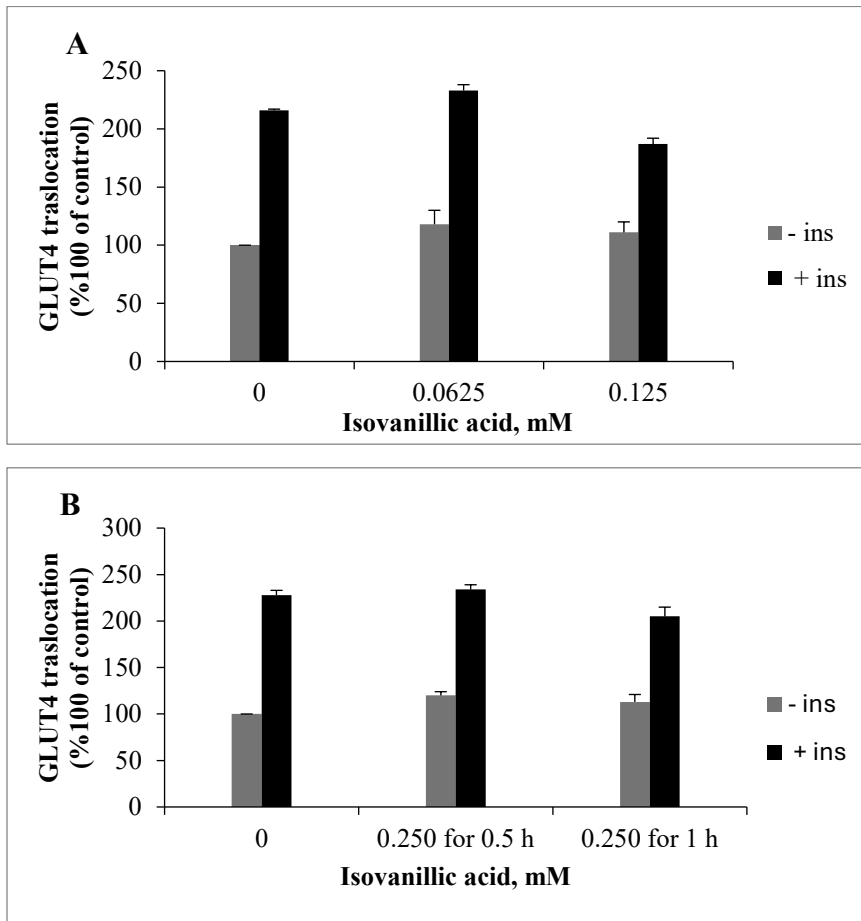 A
GLUT4 traslocation
(%100 of control)
250
200
150
100
50
0
0
0.0625
0.125
Isovanillic acid, mM
- ins
+ ins
B
GLUT4 traslocation
(%100 of control)
300
250
200
150
100
50
0
0
0.250 for 0.5 h
0.250 for 1 h
Isovanillic acid, mM
- ins
+ ins